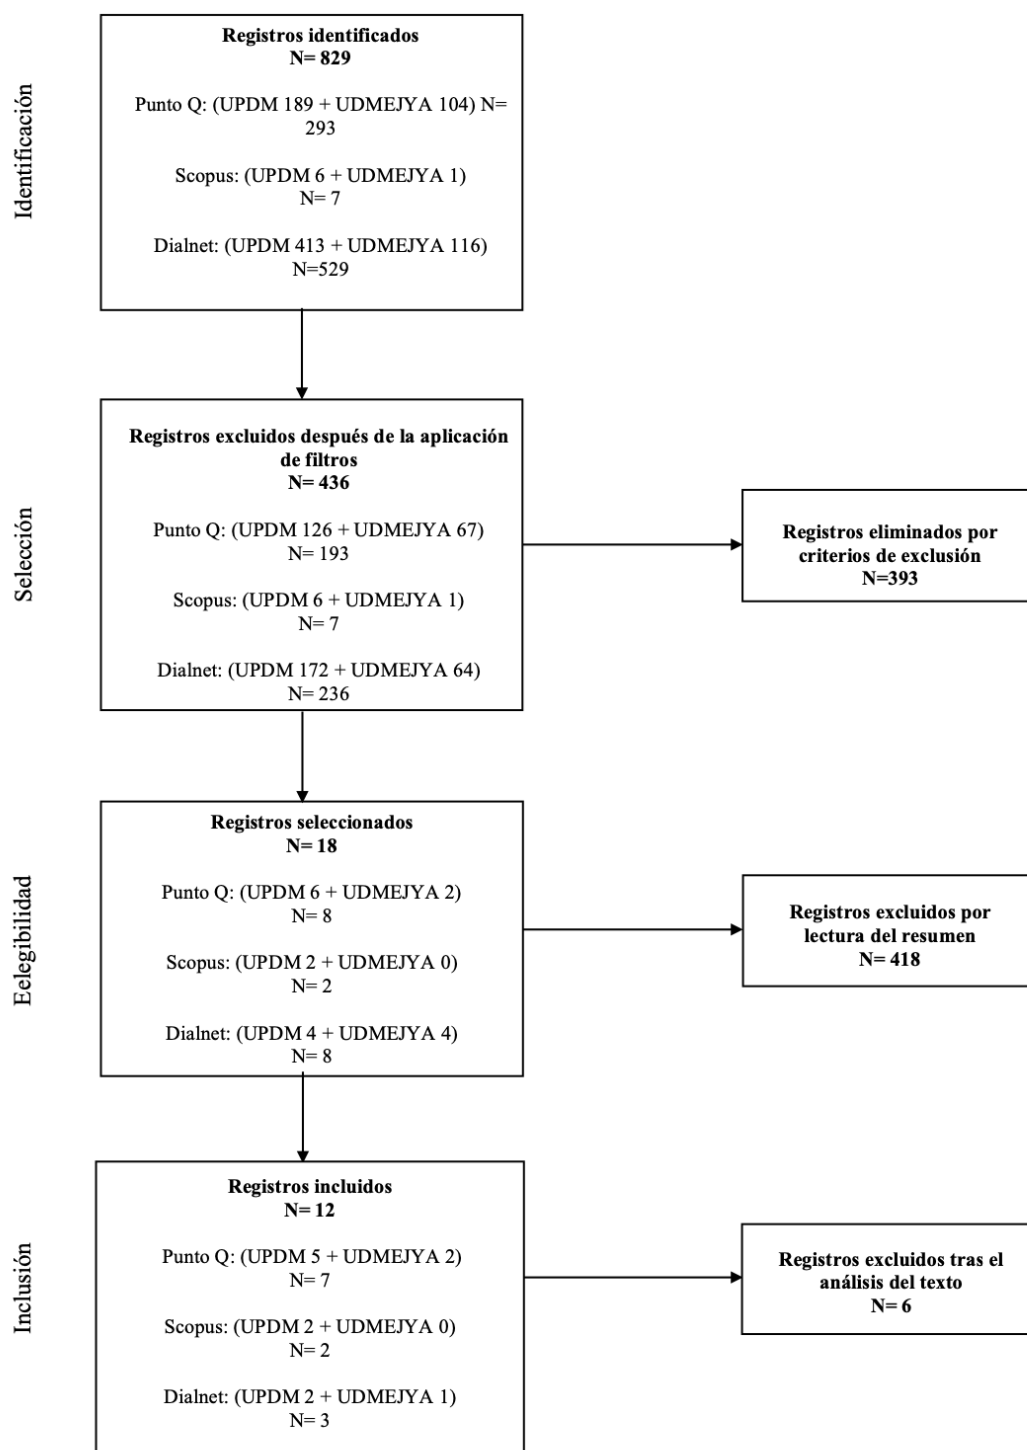 Identificación
Registros identificados
N= 829
Punto Q: (UPDM 189 + UDMEJYA 104) N=
293
Scopus: (UPDM 6 + UDMEJYA 1)
N= 7
Dialnet: (UPDM 413 + UDMEJYA 116)
N=529
Selección
Registros excluidos después de la aplicación
de filtros
N= 436
Punto Q: (UPDM 126 + UDMEJYA 67)
N= 193
Scopus: (UPDM 6 + UDMEJYA 1)
N= 7
Dialnet: (UPDM 172 + UDMEJYA 64)
N= 236
Registros eliminados por
criterios de exclusión
N=393
Eelegibilidad
Registros seleccionados
N= 18
Punto Q: (UPDM 6 + UDMEJYA 2)
N= 8
Scopus: (UPDM 2 + UDMEJYA 0)
N= 2
Dialnet: (UPDM 4 + UDMEJYA 4)
N= 8
Registros excluidos por
lectura del resumen
N= 418
Inclusión
Registros incluidos
N= 12
Punto Q: (UPDM 5 + UDMEJYA 2)
N= 7
Scopus: (UPDM 2 + UDMEJYA 0)
N= 2
Dialnet: (UPDM 2 + UDMEJYA 1)
N= 3
Registros excluidos tras el
análisis del texto
N= 6